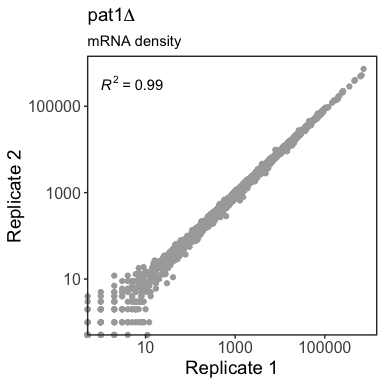 pat1Δ
mRNA density
R² = 0.99
100000
1000
10
Replicate 2
10 1000 100000
Replicate 1